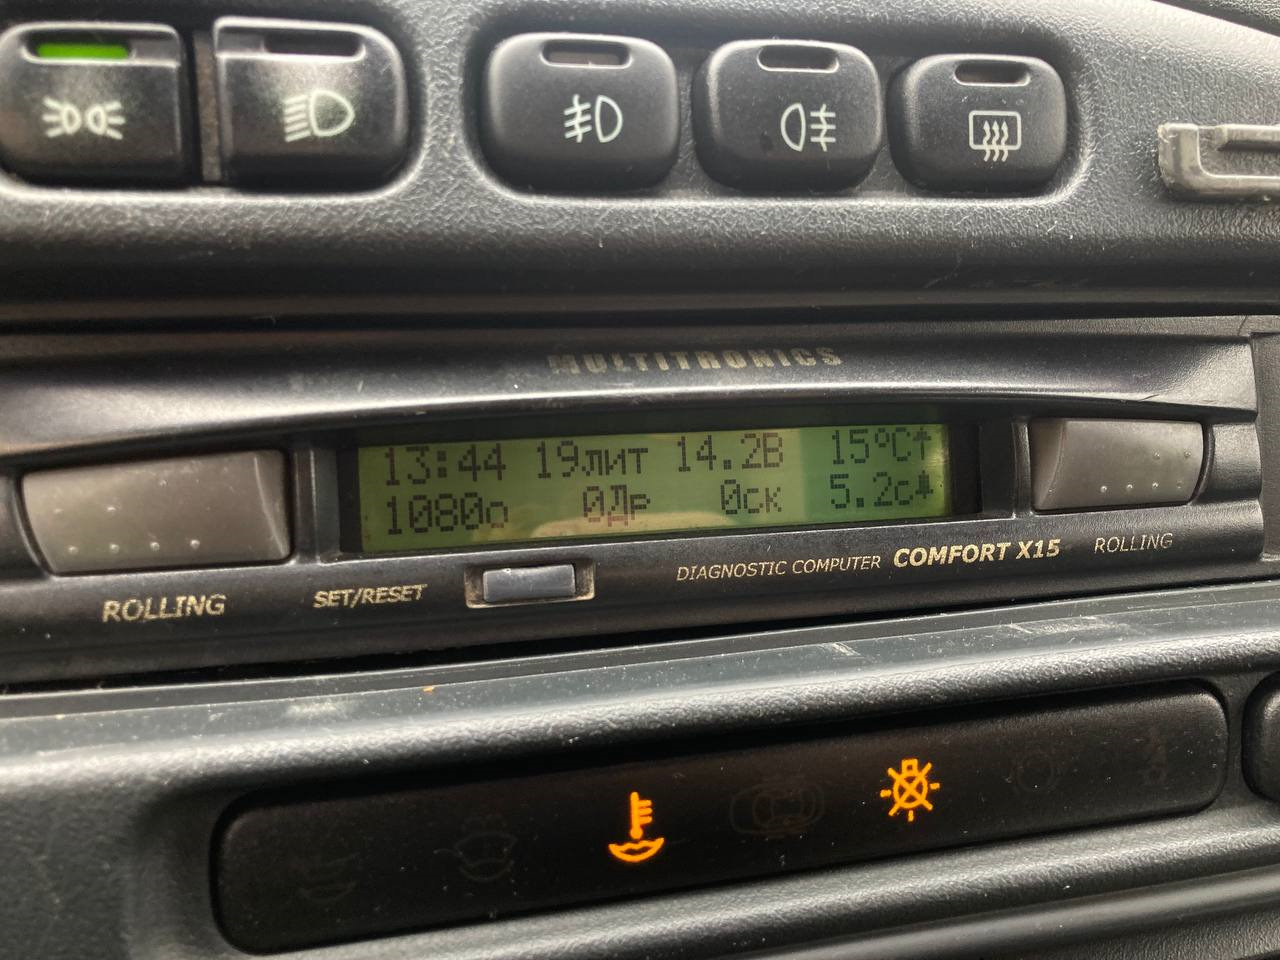 MULTITRONICS
13:44 19лит 14.2В 15°C↑
1080о 0Др 0ск 5.2с
ROLLING
SET/RESET
DIAGNOSTIC COMPUTER COMFORT X15
ROLLING